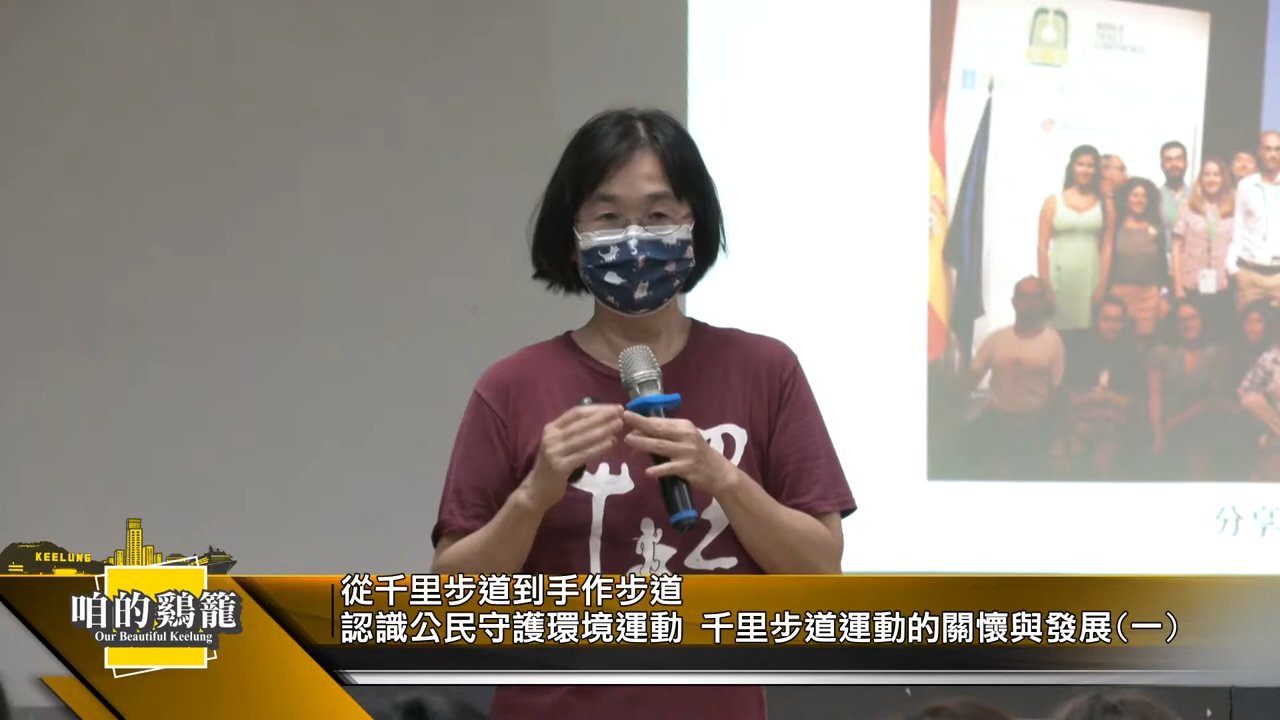 分享
KEELUNG
咱的鷄籠
Our Beautiful Keelung
從千里步道到手作步道
認識公民守護環境運動 千里步道運動的關懷與發展(一)